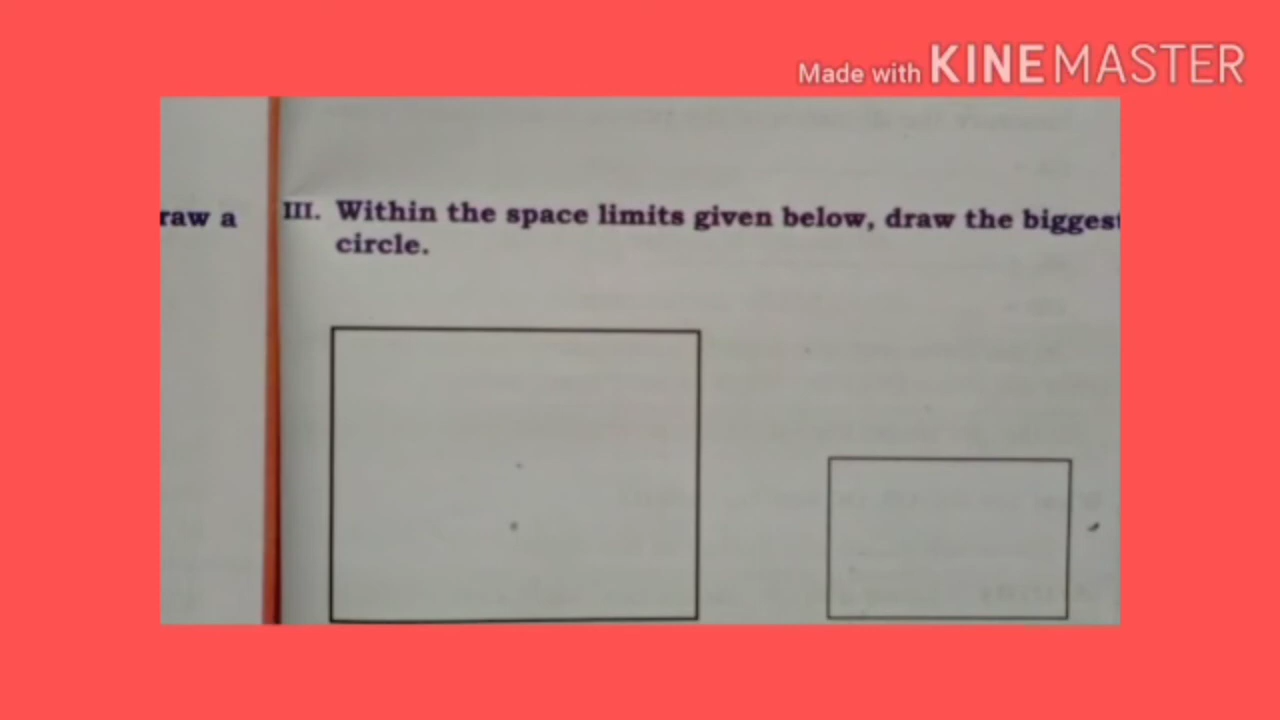 Made with KINEMASTER
raw a
III. Within the space limits given below, draw the biggest
circle.